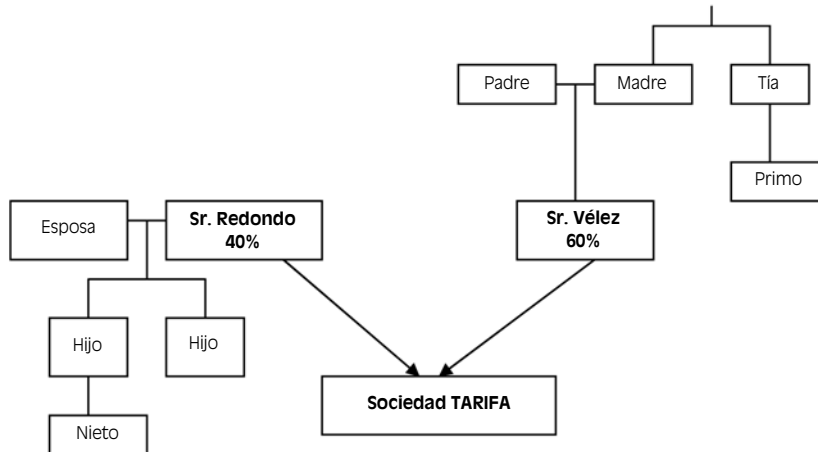 Padre
Madre
Tía
Primo
Esposa
Sr. Redondo
40%
Sr. Vélez
60%
Hijo
Hijo
Sociedad TARIFA
Nieto